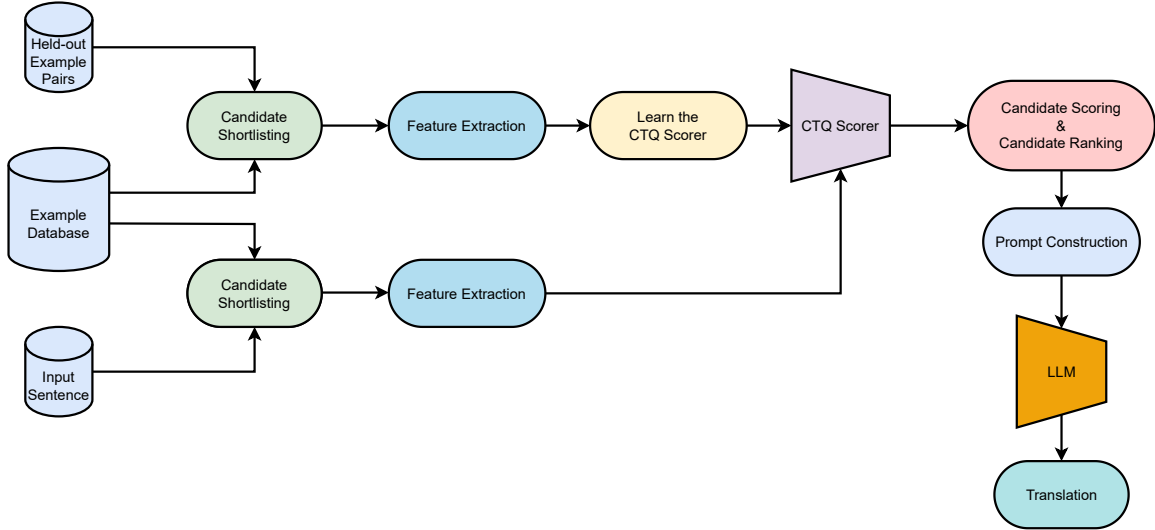 Held-out
Example
Pairs
Candidate
Shortlisting
Feature Extraction
Learn the
CTQ Scorer
CTQ Scorer
Candidate Scoring
&
Candidate Ranking
Example
Database
Prompt Construction
Candidate
Shortlisting
Feature Extraction
Input
Sentence
LLM
Translation